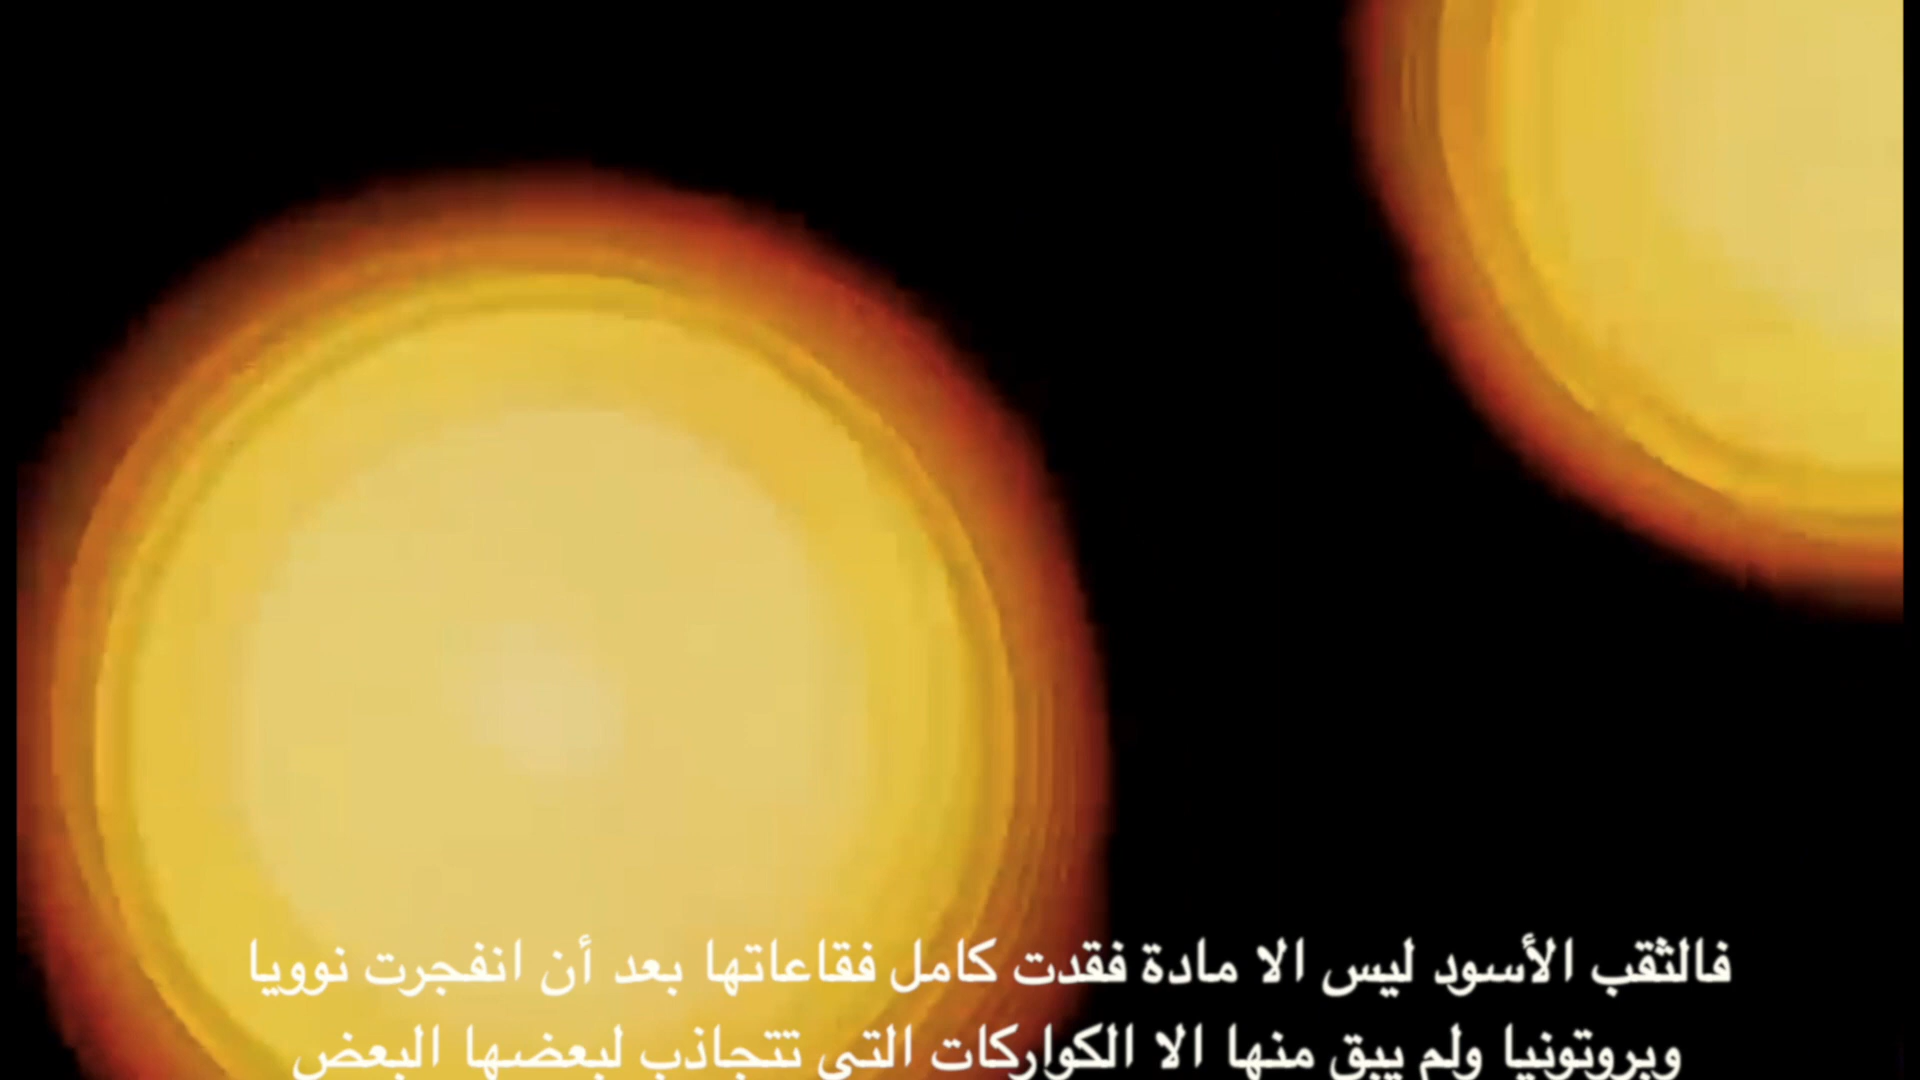 فالثقب الأسود ليس الا مادة فقدت كامل فقاعاتها بعد أن انفجرت نوويا
وبروتونيا ولم يبق منها الا الكواركات التي تتجاذب لبعضها البعض